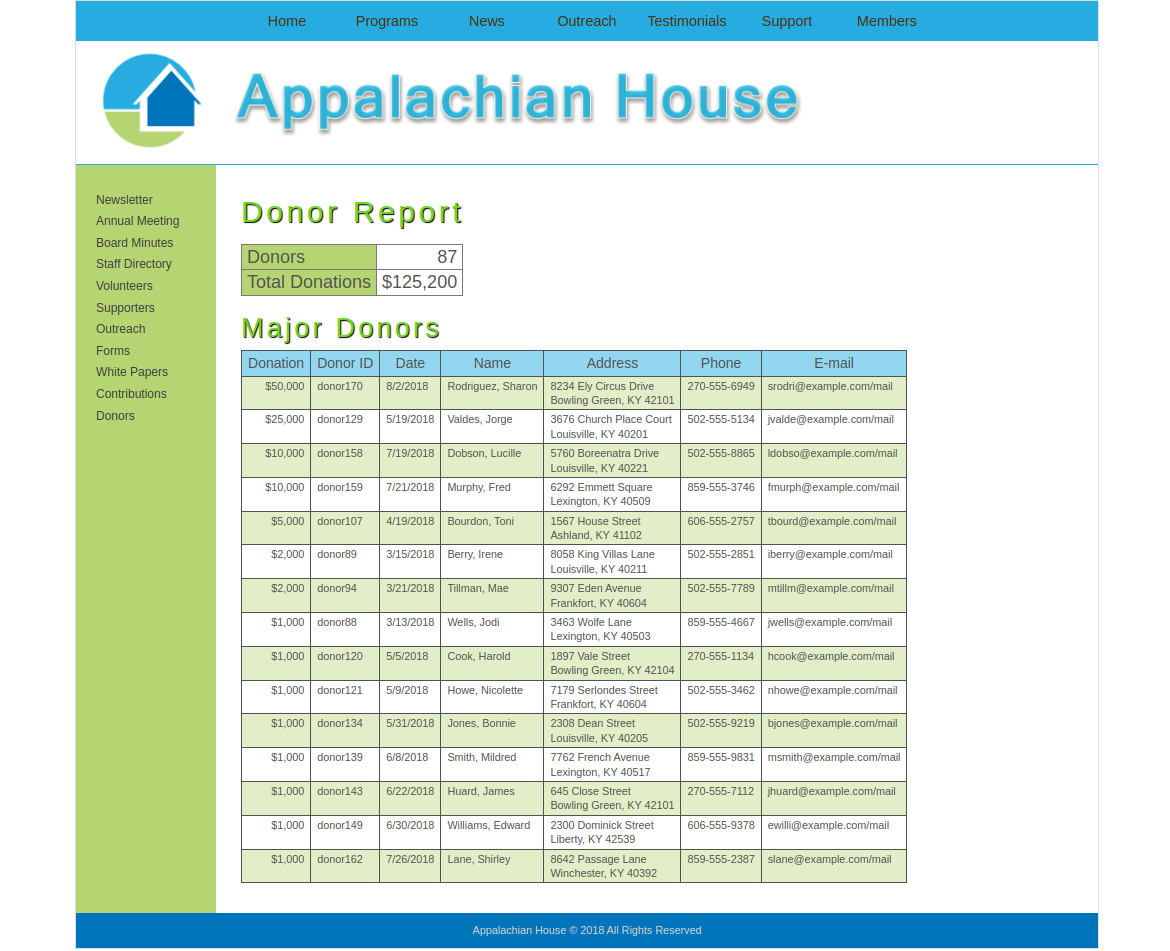 Home Programs News Outreach Testimonials Support Members
Appalachian House
Newsletter
Annual Meeting
Board Minutes
Staff Directory
Volunteers
Supporters
Outreach
Forms
White Papers
Contributions
Donors
Donor Report
Donors 87
Total Donations $125,200
Major Donors
Donation Donor ID Date Name Address Phone E-mail
$50,000 donor170 8/2/2018 Rodriguez, Sharon 8234 Ely Circus Drive 270-555-6949 srodri@example.com/mail
Bowling Green, KY 42101
$25,000 donor129 5/19/2018 Valdes, Jorge 3676 Church Place Court 502-555-5134 jvalde@example.com/mail
Louisville, KY 40201
$10,000 donor158 7/19/2018 Dobson, Lucille 5760 Boreenatra Drive 502-555-8865 ldobso@example.com/mail
Louisville, KY 40221
$10,000 donor159 7/21/2018 Murphy, Fred 6292 Emmett Square 859-555-3746 fmurph@example.com/mail
Lexington, KY 40509
$5,000 donor107 4/19/2018 Bourdon, Toni 1567 House Street 606-555-2757 tbourd@example.com/mail
Ashland, KY 41102
$2,000 donor89 3/15/2018 Berry, Irene 8058 King Villas Lane 502-555-2851 iberry@example.com/mail
Louisville, KY 40211
$2,000 donor94 3/21/2018 Tillman, Mae 9307 Eden Avenue 502-555-7789 mtillm@example.com/mail
Frankfort, KY 40604
$1,000 donor88 3/13/2018 Wells, Jodi 3463 Wolfe Lane 859-555-4667 jwells@example.com/mail
Lexington, KY 40503
$1,000 donor120 5/5/2018 Cook, Harold 1897 Vale Street 270-555-1134 hcook@example.com/mail
Bowling Green, KY 42104
$1,000 donor121 5/9/2018 Howe, Nicolette 7179 Serlondes Street 502-555-3462 nhowe@example.com/mail
Frankfort, KY 40604
$1,000 donor134 5/31/2018 Jones, Bonnie 2308 Dean Street 502-555-9219 bjones@example.com/mail
Louisville, KY 40205
$1,000 donor139 6/8/2018 Smith, Mildred 7762 French Avenue 859-555-9831 msmith@example.com/mail
Lexington, KY 40517
$1,000 donor143 6/22/2018 Huard, James 645 Close Street 270-555-7112 jhuard@example.com/mail
Bowling Green, KY 42101
$1,000 donor149 6/30/2018 Williams, Edward 2300 Dominick Street 606-555-9378 ewilli@example.com/mail
Liberty, KY 42539
$1,000 donor162 7/26/2018 Lane, Shirley 8642 Passage Lane 859-555-2387 slane@example.com/mail
Winchester, KY 40392
Appalachian House © 2018 All Rights Reserved